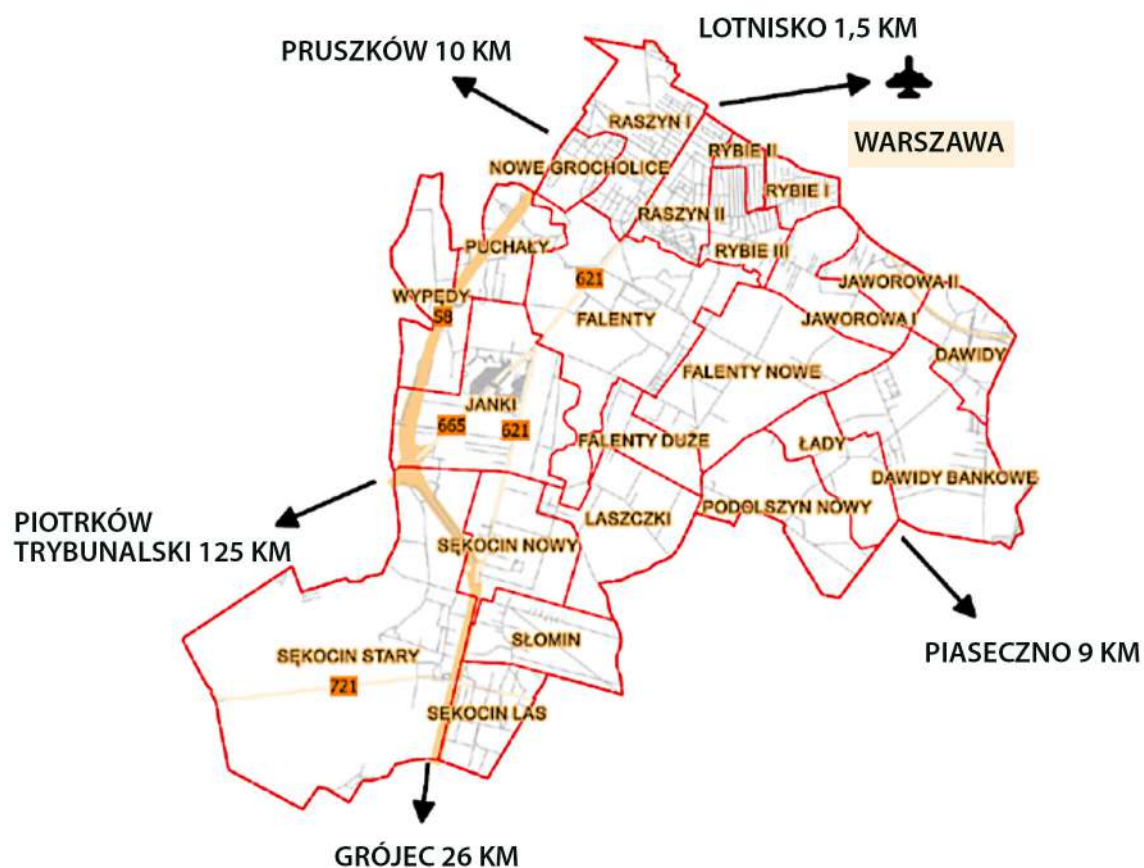 LOTNISKO 1,5 KM
PRUSZKÓW 10 KM
WARSZAWA
RASZYN I
RYBIE II
NOWE GROCHOLICE
RYBIE I
RASZYN II
PUCHAŁY
RYBIE III
621
JAWOROWA II
WYPĘDY
58
FALENTY
JAWOROWA I
DAWIDY
FALENTY NOWE
JANKI
665
621
FALENTY DUŻE
ŁADY
DAWIDY BANKOWE
PODOLSZYN NOWY
LASZCZKI
PIOTRKÓW
TRYBUNALSKI 125 KM
SĘKOCIN NOWY
SŁOMIN
PIASECZNO 9 KM
SĘKOCIN STARY
721
SĘKOCIN LAS
GRÓJEC 26 KM